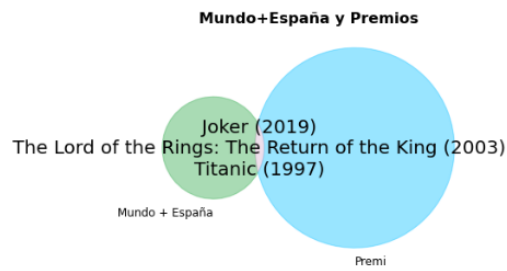 Mundo+España y Premios
Joker (2019)
The Lord of the Rings: The Return of the King (2003)
Titanic (1997)
Mundo + España
Premi